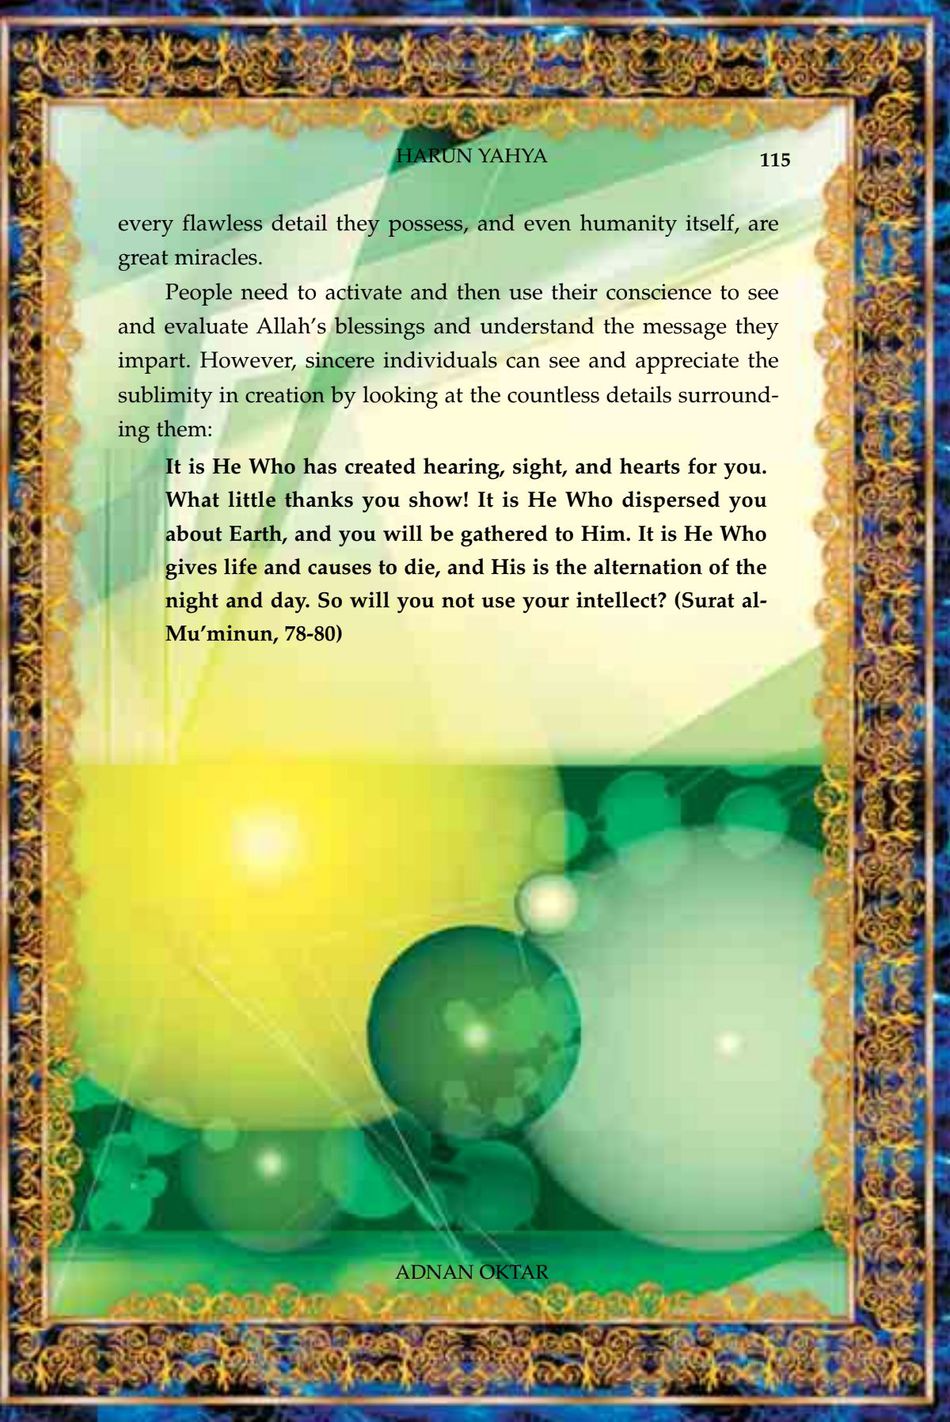 HARUN YAHYA
115
every flawless detail they possess, and even humanity itself, are
great miracles.
People need to activate and then use their conscience to see
and evaluate Allah's blessings and understand the message they
impart. However, sincere individuals can see and appreciate the
sublimity in creation by looking at the countless details surround-
ing them:
It is He Who has created hearing, sight, and hearts for you.
What little thanks you show! It is He Who dispersed you
about Earth, and you will be gathered to Him. It is He Who
gives life and causes to die, and His is the alternation of the
night and day. So will you not use your intellect? (Surat al-
Mu'minun, 78-80)
ADNAN OKTAR